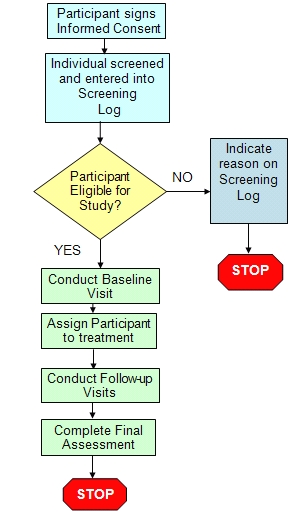 Participant signs
Informed Consent
Individual screened
and entered into
Screening
Log
Participant
Eligible for
Study?
NO
Indicate
reason on
Screening
Log
STOP
YES
Conduct Baseline
Visit
Assign Participant
to treatment
Conduct Follow-up
Visits
Complete Final
Assessment
STOP